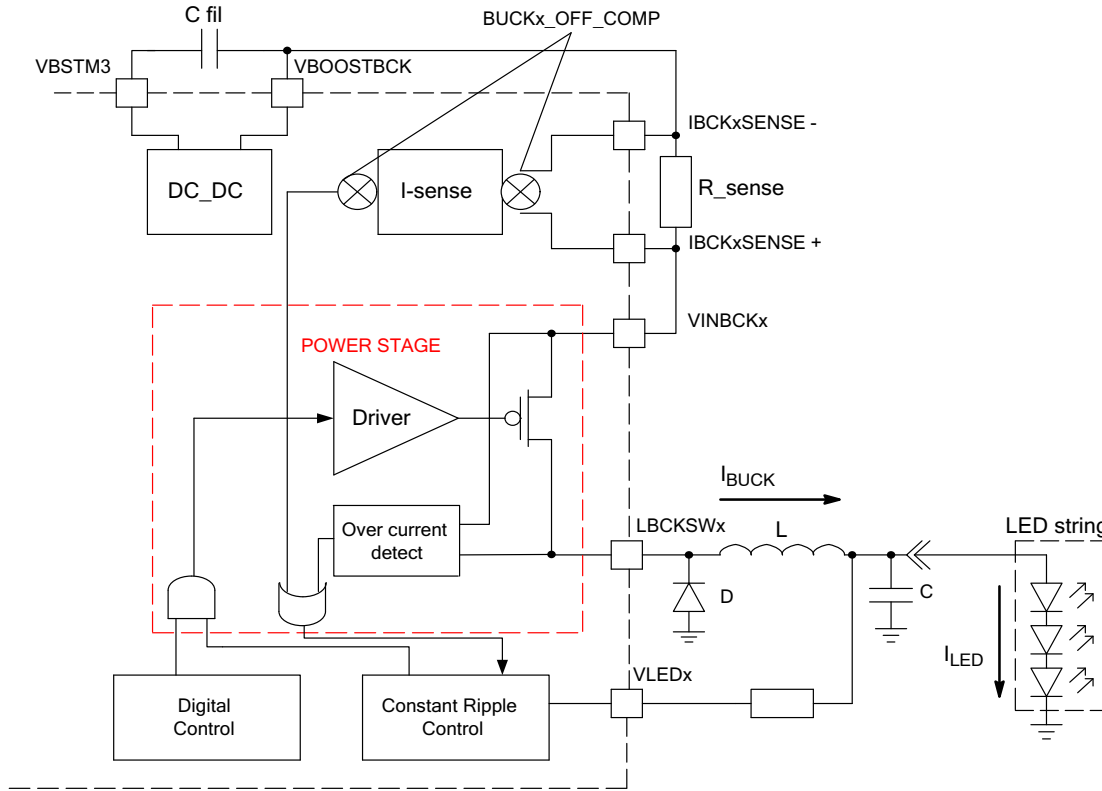 C fil
BUCKx_OFF_COMP
VBSTM3
VBOOSTBCK
IBCKxSENSE -
DC_DC
I-sense
R_sense
IBCKxSENSE +
VINBCKx
POWER STAGE
Driver
IBUCK
LBCKSWx
L
LED string
Over current
detect
D
C
ILED
VLEDx
Digital
Control
Constant Ripple
Control